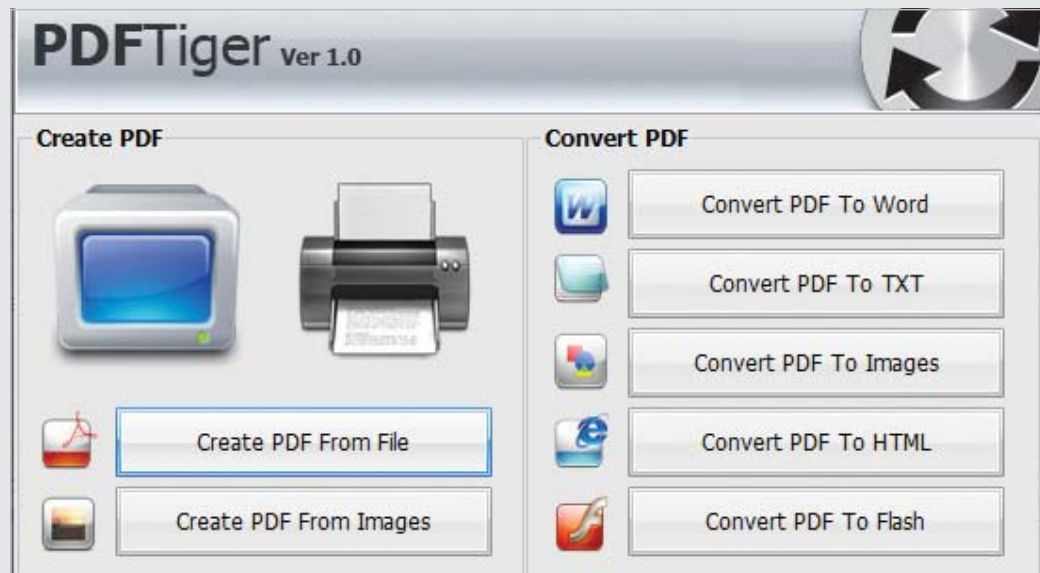 PDFTiger Ver 1.0
Create PDF
Create PDF From File
Create PDF From Images
Convert PDF
Convert PDF To Word
Convert PDF To TXT
Convert PDF To Images
Convert PDF To HTML
Convert PDF To Flash